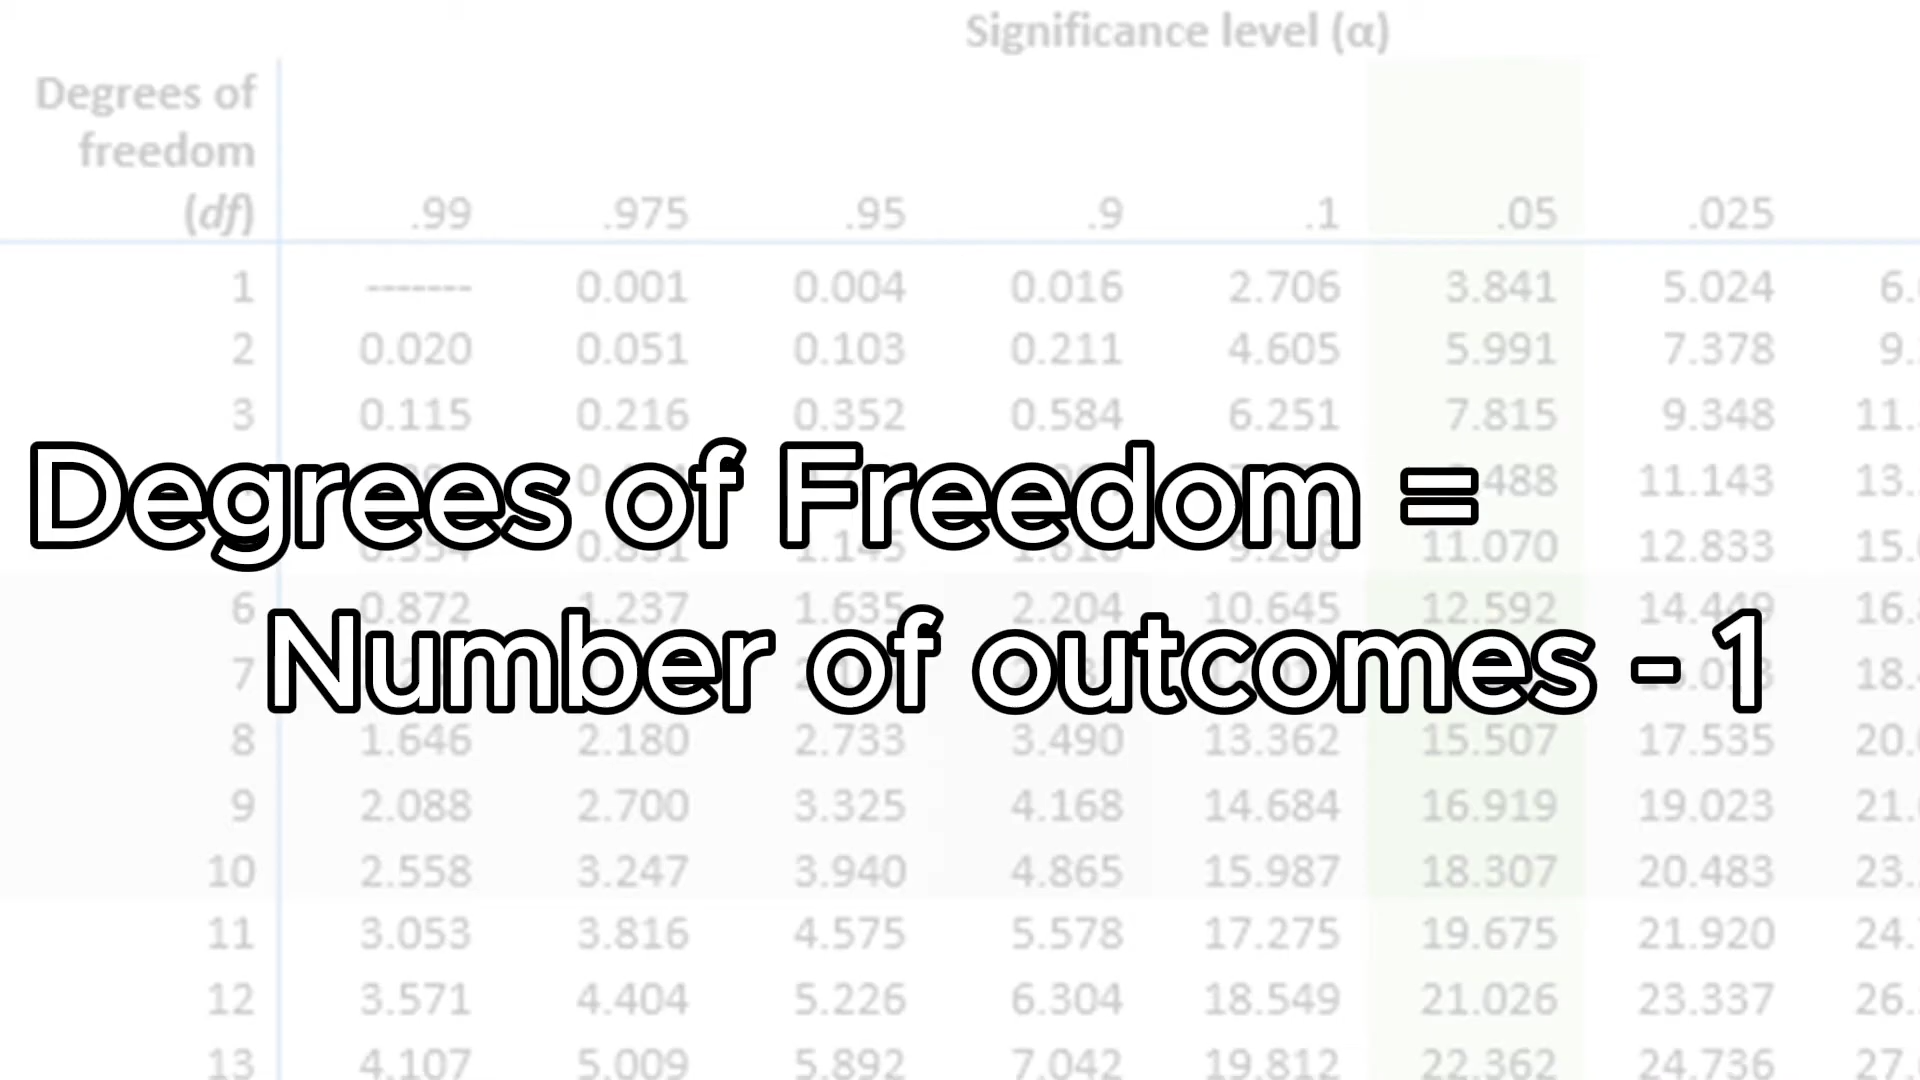 Significance level (α)
Degrees of
freedom
(df) .99 .975 .95 .9 .1 .05 .025
1 ------- 0.001 0.004 0.016 2.706 3.841 5.024
2 0.020 0.051 0.103 0.211 4.605 5.991 7.378
3 0.115 0.216 0.352 0.584 6.251 7.815 9.348
Degrees of Freedom =
11.143
11.070 12.833
6 0.872 1.237 1.635 2.204 10.645 12.592 14.449
Number of outcomes - 1
7
8 1.646 2.180 2.733 3.490 13.362 15.507 17.535
9 2.088 2.700 3.325 4.168 14.684 16.919 19.023
10 2.558 3.247 3.940 4.865 15.987 18.307 20.483
11 3.053 3.816 4.575 5.578 17.275 19.675 21.920
12 3.571 4.404 5.226 6.304 18.549 21.026 23.337
13 4.107 5.009 5.892 7.042 19.812 22.362 24.736